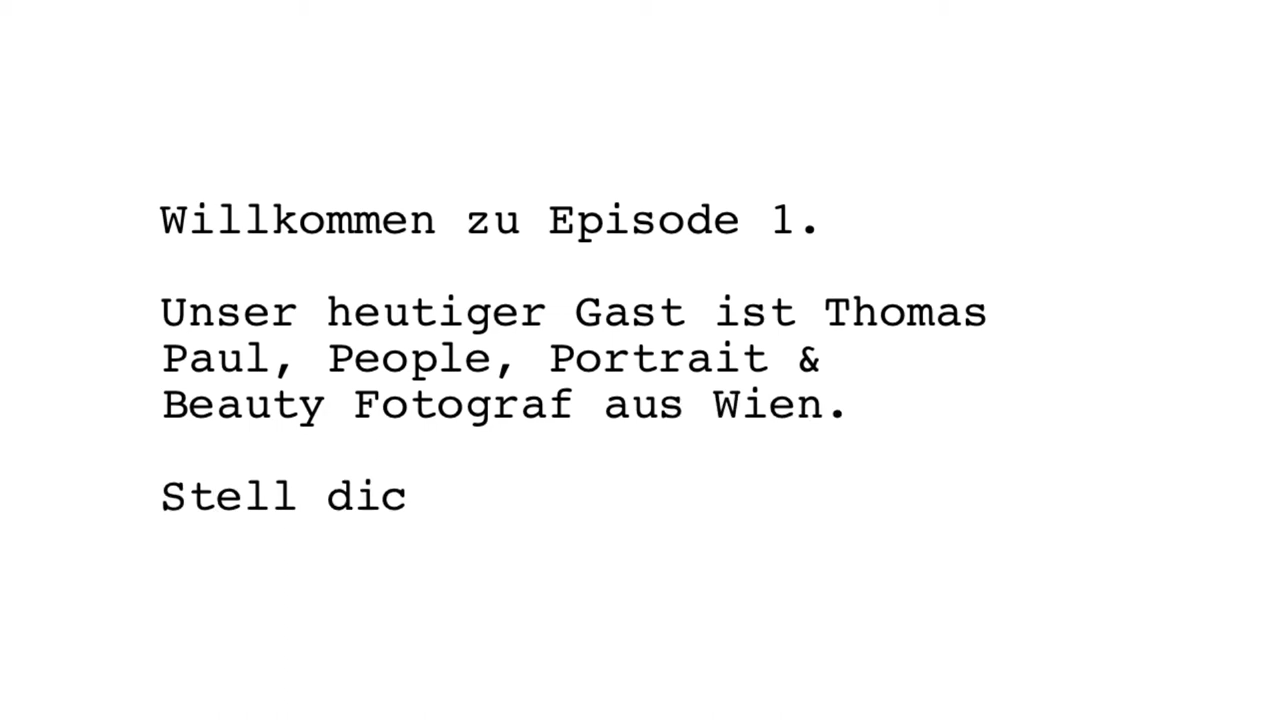 Willkommen zu Episode 1.
Unser heutiger Gast ist Thomas
Paul, People, Portrait &
Beauty Fotograf aus Wien.
Stell dic